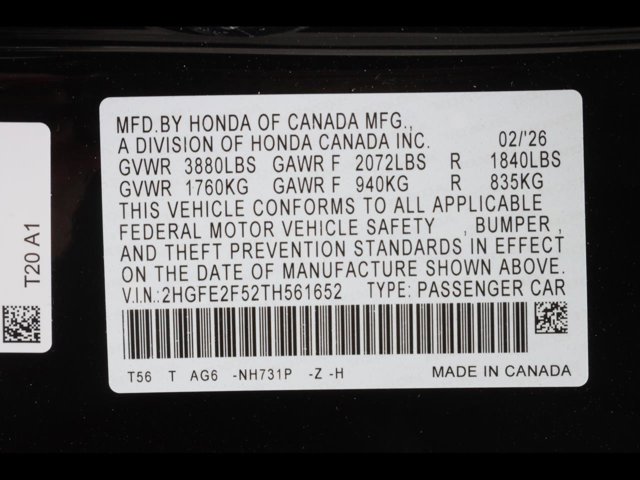 MFD.BY HONDA OF CANADA MFG.,
A DIVISION OF HONDA CANADA INC. 02/'26
GVWR 3880LBS GAWR F 2072LBS R 1840LBS
GVWR 1760KG GAWR F 940KG R 835KG
THIS VEHICLE CONFORMS TO ALL APPLICABLE
FEDERAL MOTOR VEHICLE SAFETY , BUMPER ,
AND THEFT PREVENTION STANDARDS IN EFFECT
ON THE DATE OF MANUFACTURE SHOWN ABOVE.
V.I.N.:2HGFE2F52TH561652 TYPE: PASSENGER CAR
T56 T AG6 -NH731P -Z -H MADE IN CANADA
T20 A1